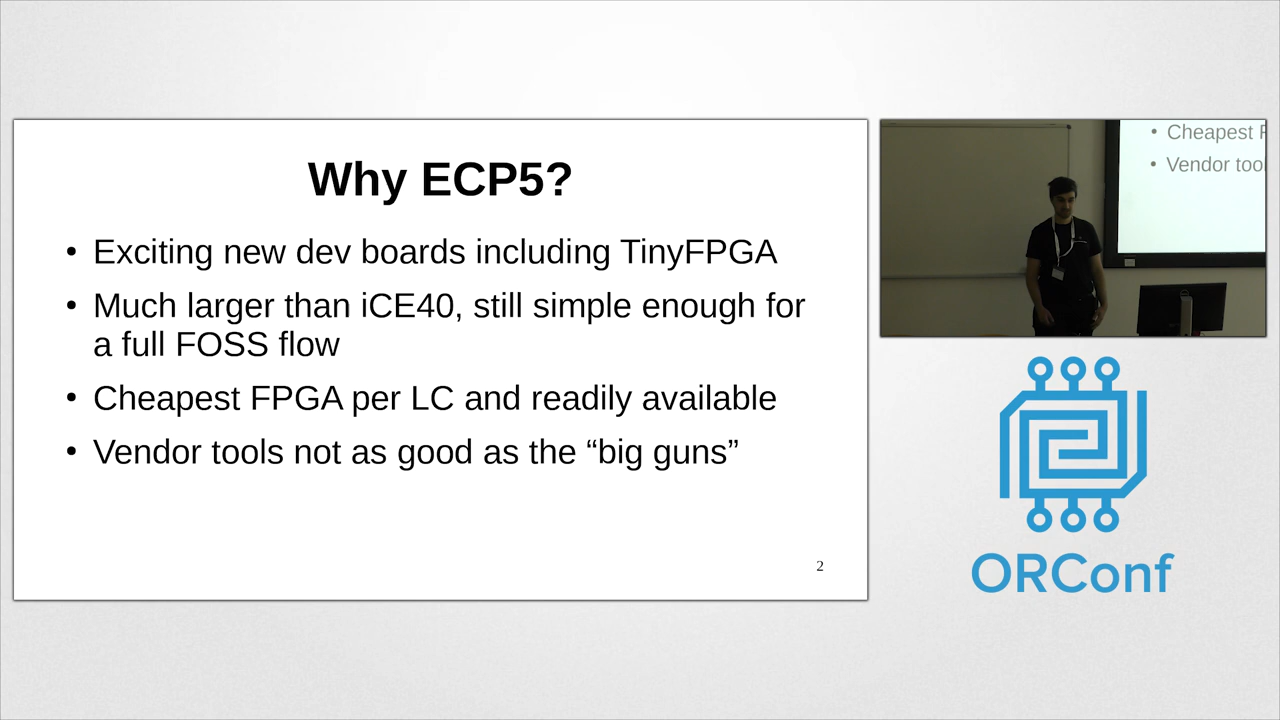 Why ECP5?
• Exciting new dev boards including TinyFPGA
• Much larger than iCE40, still simple enough for
a full FOSS flow
• Cheapest FPGA per LC and readily available
• Vendor tools not as good as the “big guns”
2
• Cheapest F
• Vendor too
ORConf